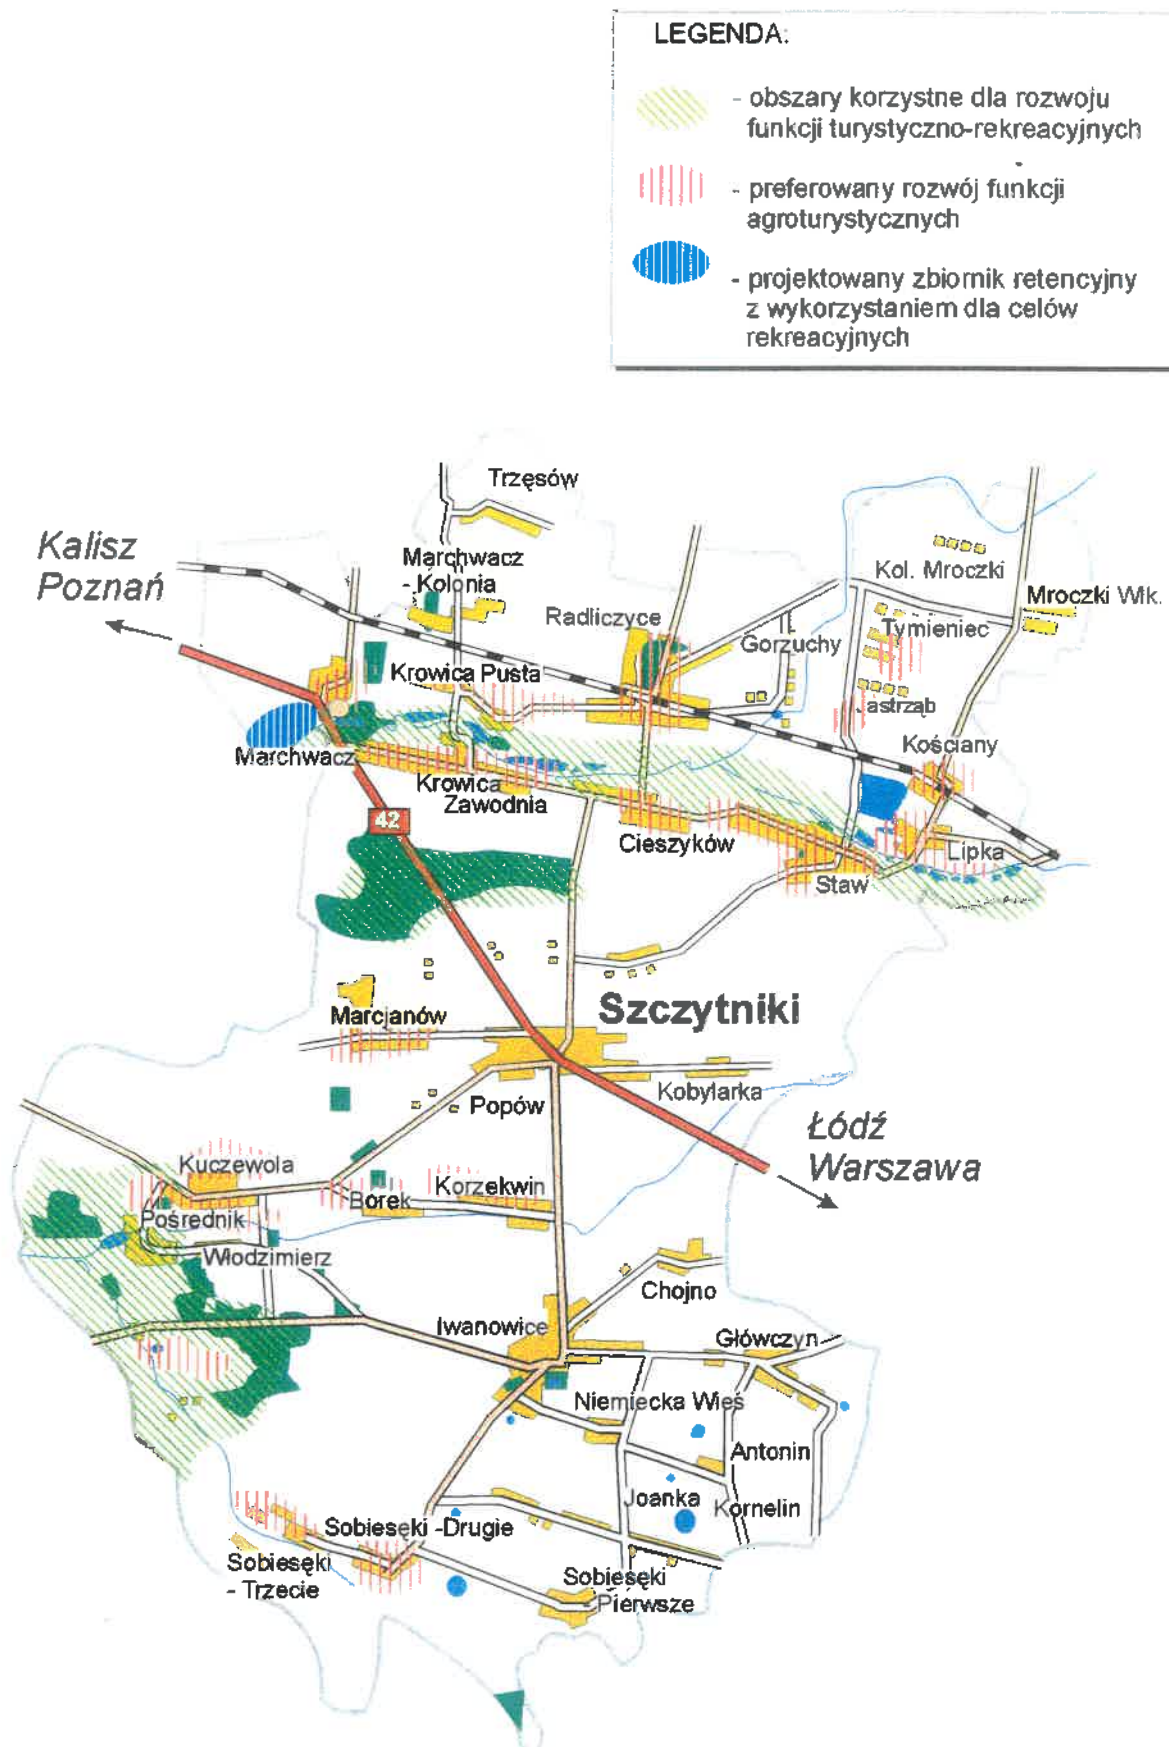 LEGENDA:
- obszary korzystne dla rozwoju
funkcji turystyczno-rekreacyjnych
- preferowany rozwój funkcji
agroturystycznych
- projektowany zbiornik retencyjny
z wykorzystaniem dla celów
rekreacyjnych
Trzęsów
Kalisz
Poznań
Marchwacz
- Kolonia
Kol. Mroczki
Mroczki Wlk.
Radliczyce
Tymieniec
Gorzuchy
Krowica Pusta
Jastrząb
Kościany
Marchwacz
Krowica
Zawodnia
42
Cieszyków
Lipka
Staw
Szczytniki
Marcjanów
Kobylarka
Popów
Łódź
Warszawa
Kuczewola
Korzekwin
Borek
Pośrednik
Włodzimierz
Chojno
Iwanowice
Główczyn
Niemiecka Wieś
Antonin
Joanka
Kornelin
Sobiesęki -Drugie
Sobiesęki
- Trzecie
Sobiesęki
- Pierwsze